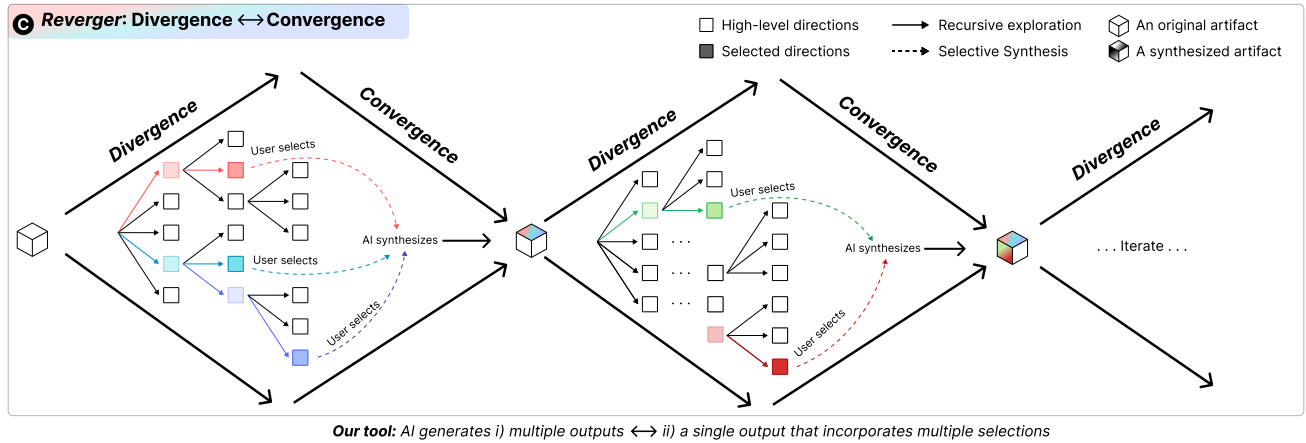 C Reverger: Divergence ⟷ Convergence
High-level directions
Recursive exploration
An original artifact
Selected directions
Selective Synthesis
A synthesized artifact
Divergence
Convergence
User selects
User selects
User selects
AI synthesizes
Divergence
Convergence
User selects
. . .
. . .
. . .
User selects
AI synthesizes
Divergence
. . . Iterate . . .
Our tool: AI generates i) multiple outputs ⟷ ii) a single output that incorporates multiple selections